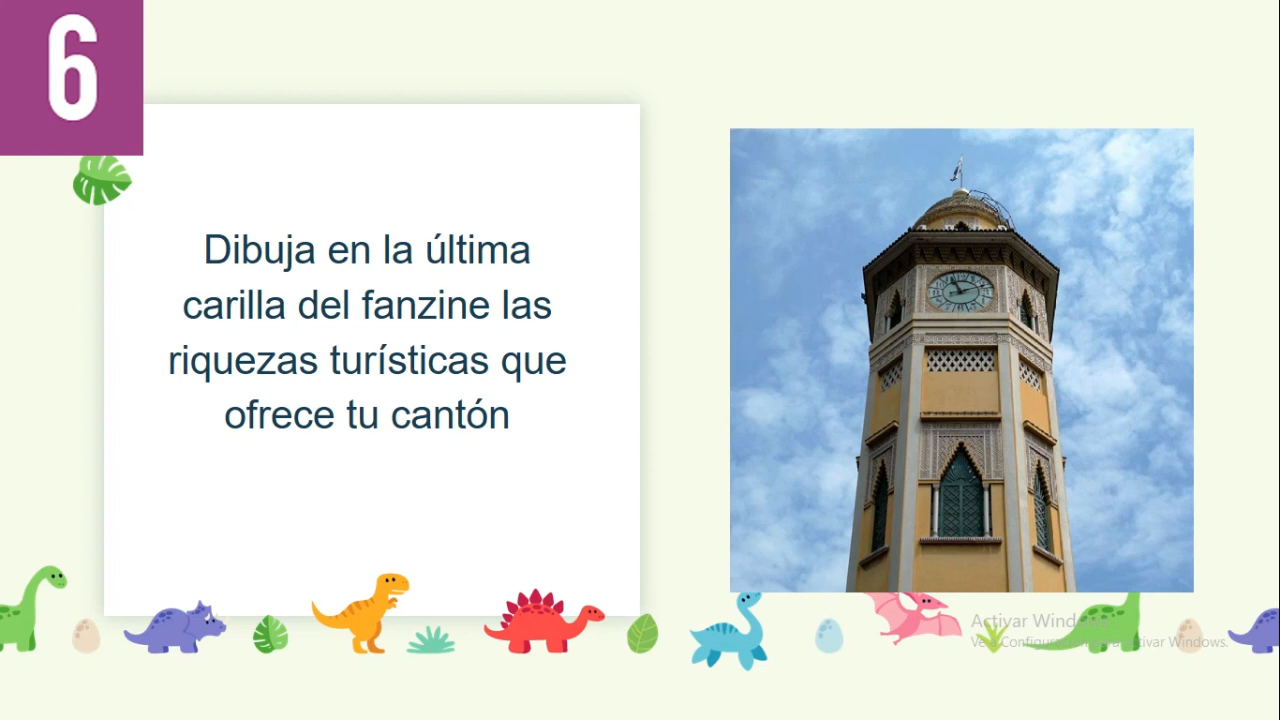 6
Dibuja en la última
carilla del fanzine las
riquezas turísticas que
ofrece tu cantón
Activar Windows
Ve a Configuración para activar Windows.